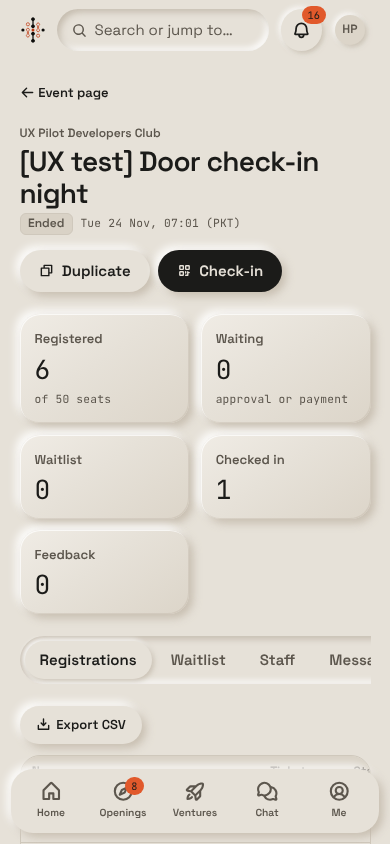 Search or jump to...
16
HP
← Event page
UX Pilot Developers Club
[UX test] Door check-in
night
Ended Tue 24 Nov, 07:01 (PKT)
Duplicate Check-in
Registered
6
of 50 seats
Waiting
0
approval or payment
Waitlist
0
Checked in
1
Feedback
0
Registrations Waitlist Staff Messa
Export CSV
8
Home Openings Ventures Chat Me